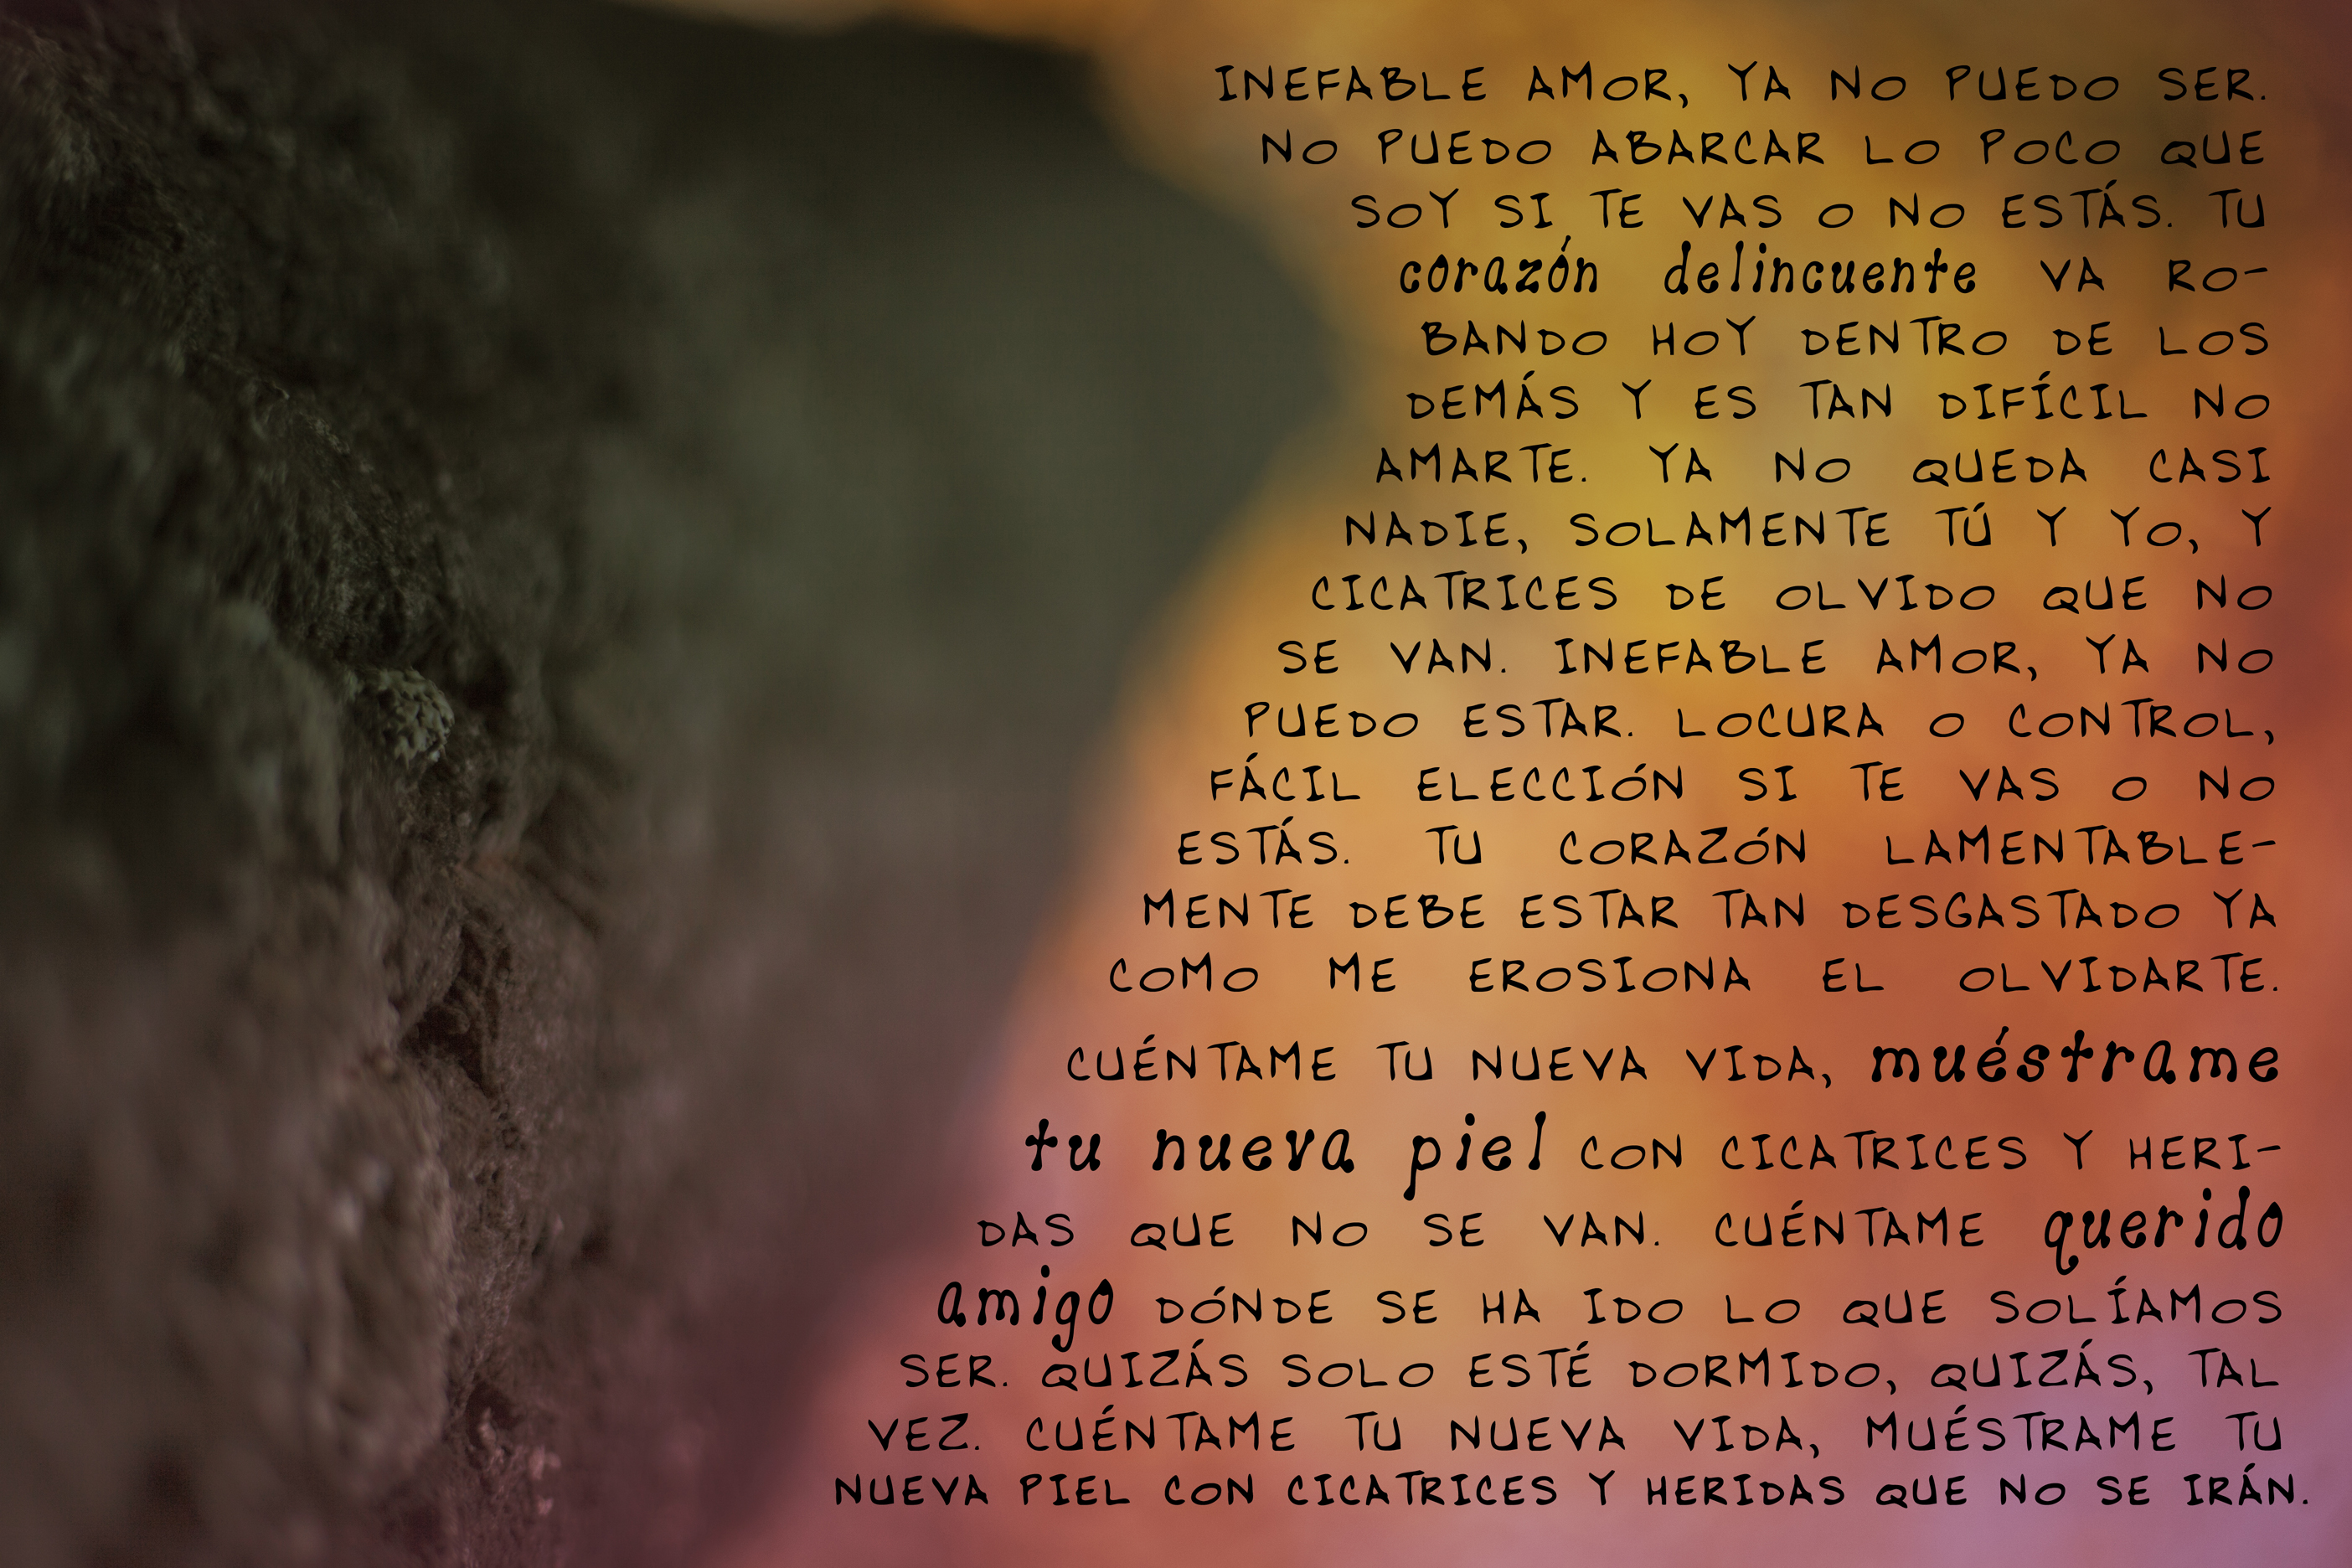 INEFABLE AMOR, YA NO PUEDO SER.
NO PUEDO ABARCAR LO POCO QUE
SOY SI TE VAS O NO ESTÁS. TU
corazón delincuente VA RO-
BANDO HOY DENTRO DE LOS
DEMÁS Y ES TAN DIFÍCIL NO
AMARTE. YA NO QUEDA CASI
NADIE, SOLAMENTE TÚ Y YO, Y
CICATRICES DE OLVIDO QUE NO
SE VAN. INEFABLE AMOR, YA NO
PUEDO ESTAR. LOCURA O CONTROL,
FÁCIL ELECCIÓN SI TE VAS O NO
ESTÁS. TU CORAZÓN LAMENTABLE-
MENTE DEBE ESTAR TAN DESGASTADO YA
COMO ME EROSIONA EL OLVIDARTE.
CUÉNTAME TU NUEVA VIDA, muéstrame
tu nueva piel CON CICATRICES Y HERI-
DAS QUE NO SE VAN. CUÉNTAME querido
amigo DÓNDE SE HA IDO LO QUE SOLÍAMOS
SER. QUIZÁS SOLO ESTÉ DORMIDO, QUIZÁS, TAL
VEZ. CUÉNTAME TU NUEVA VIDA, MUÉSTRAME TU
NUEVA PIEL CON CICATRICES Y HERIDAS QUE NO SE IRÁN.